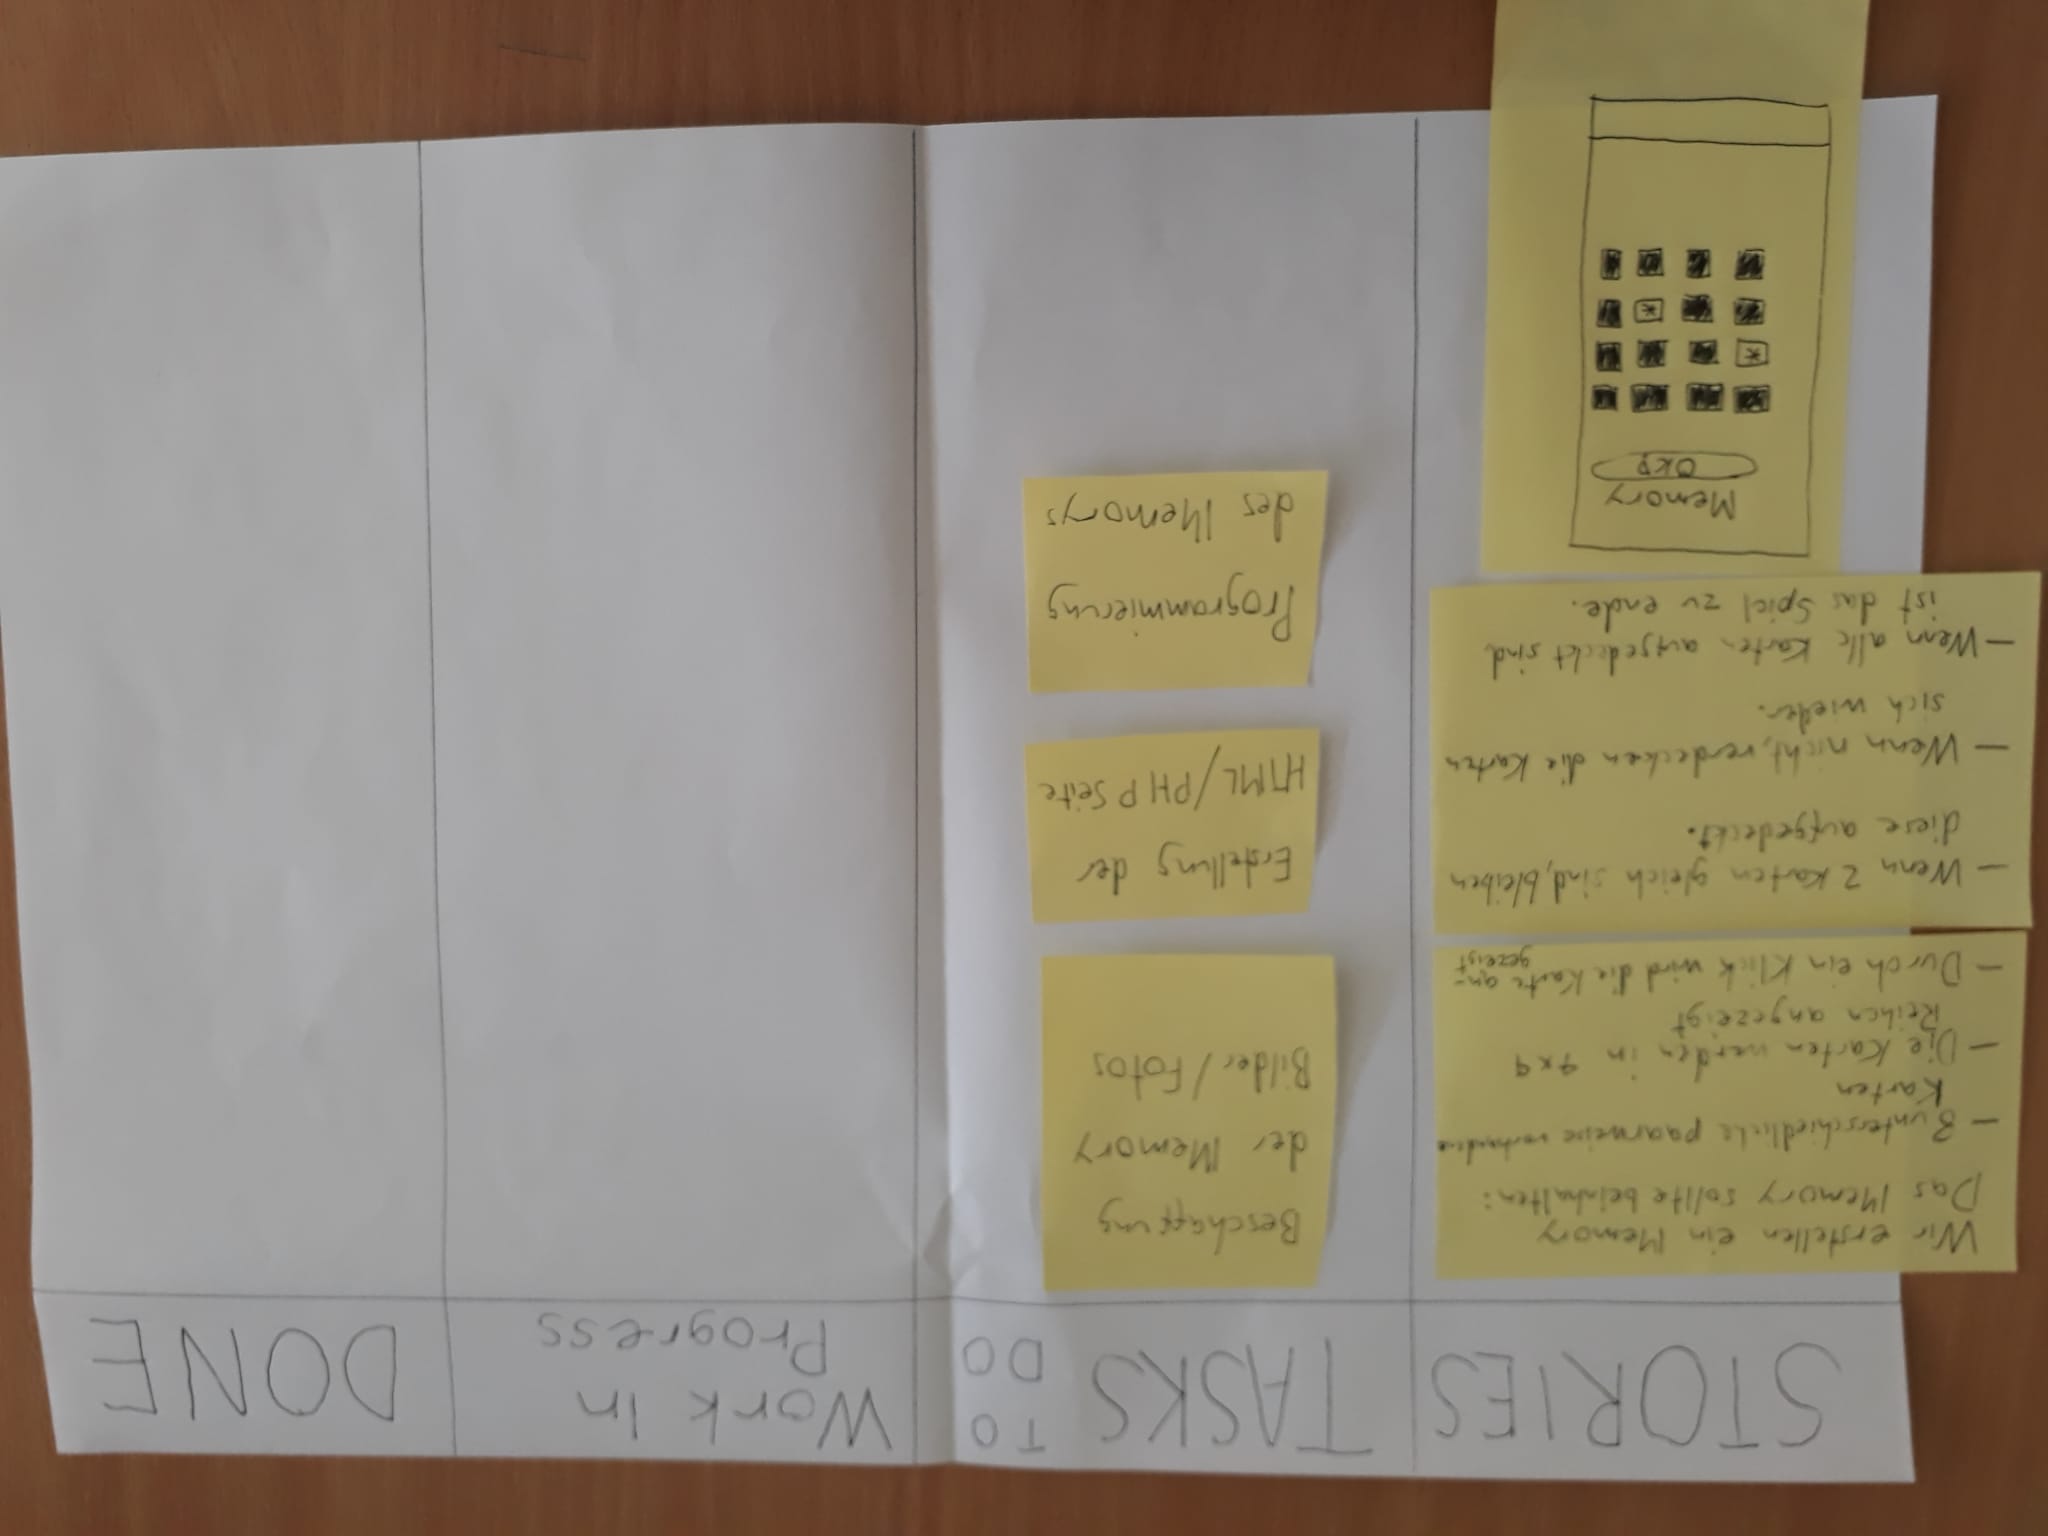 STORIES
TASKS TO DO
Work In Progress
DONE
Wir erstellen ein Memory
Das Memory sollte beinhalten:
- 8 unterschiedliche paarweise vorhandene
Karten
- Die Karten werden in 4x4
Reihen angezeigt
- Durch ein Klick wird die Karte an-
gezeigt
- Wenn 2 Karten gleich sind, bleiben
diese aufgedeckt.
- Wenn nicht, verdecken die Karten
sich wieder.
- Wenn alle Karten aufgedeckt sind,
ist das Spiel zu ende.
Memory
OK?
Beschaffung
der Memory
Bilder/Fotos
Erstellung der
HTML/PHP Seite
Programmierung
des Memorys